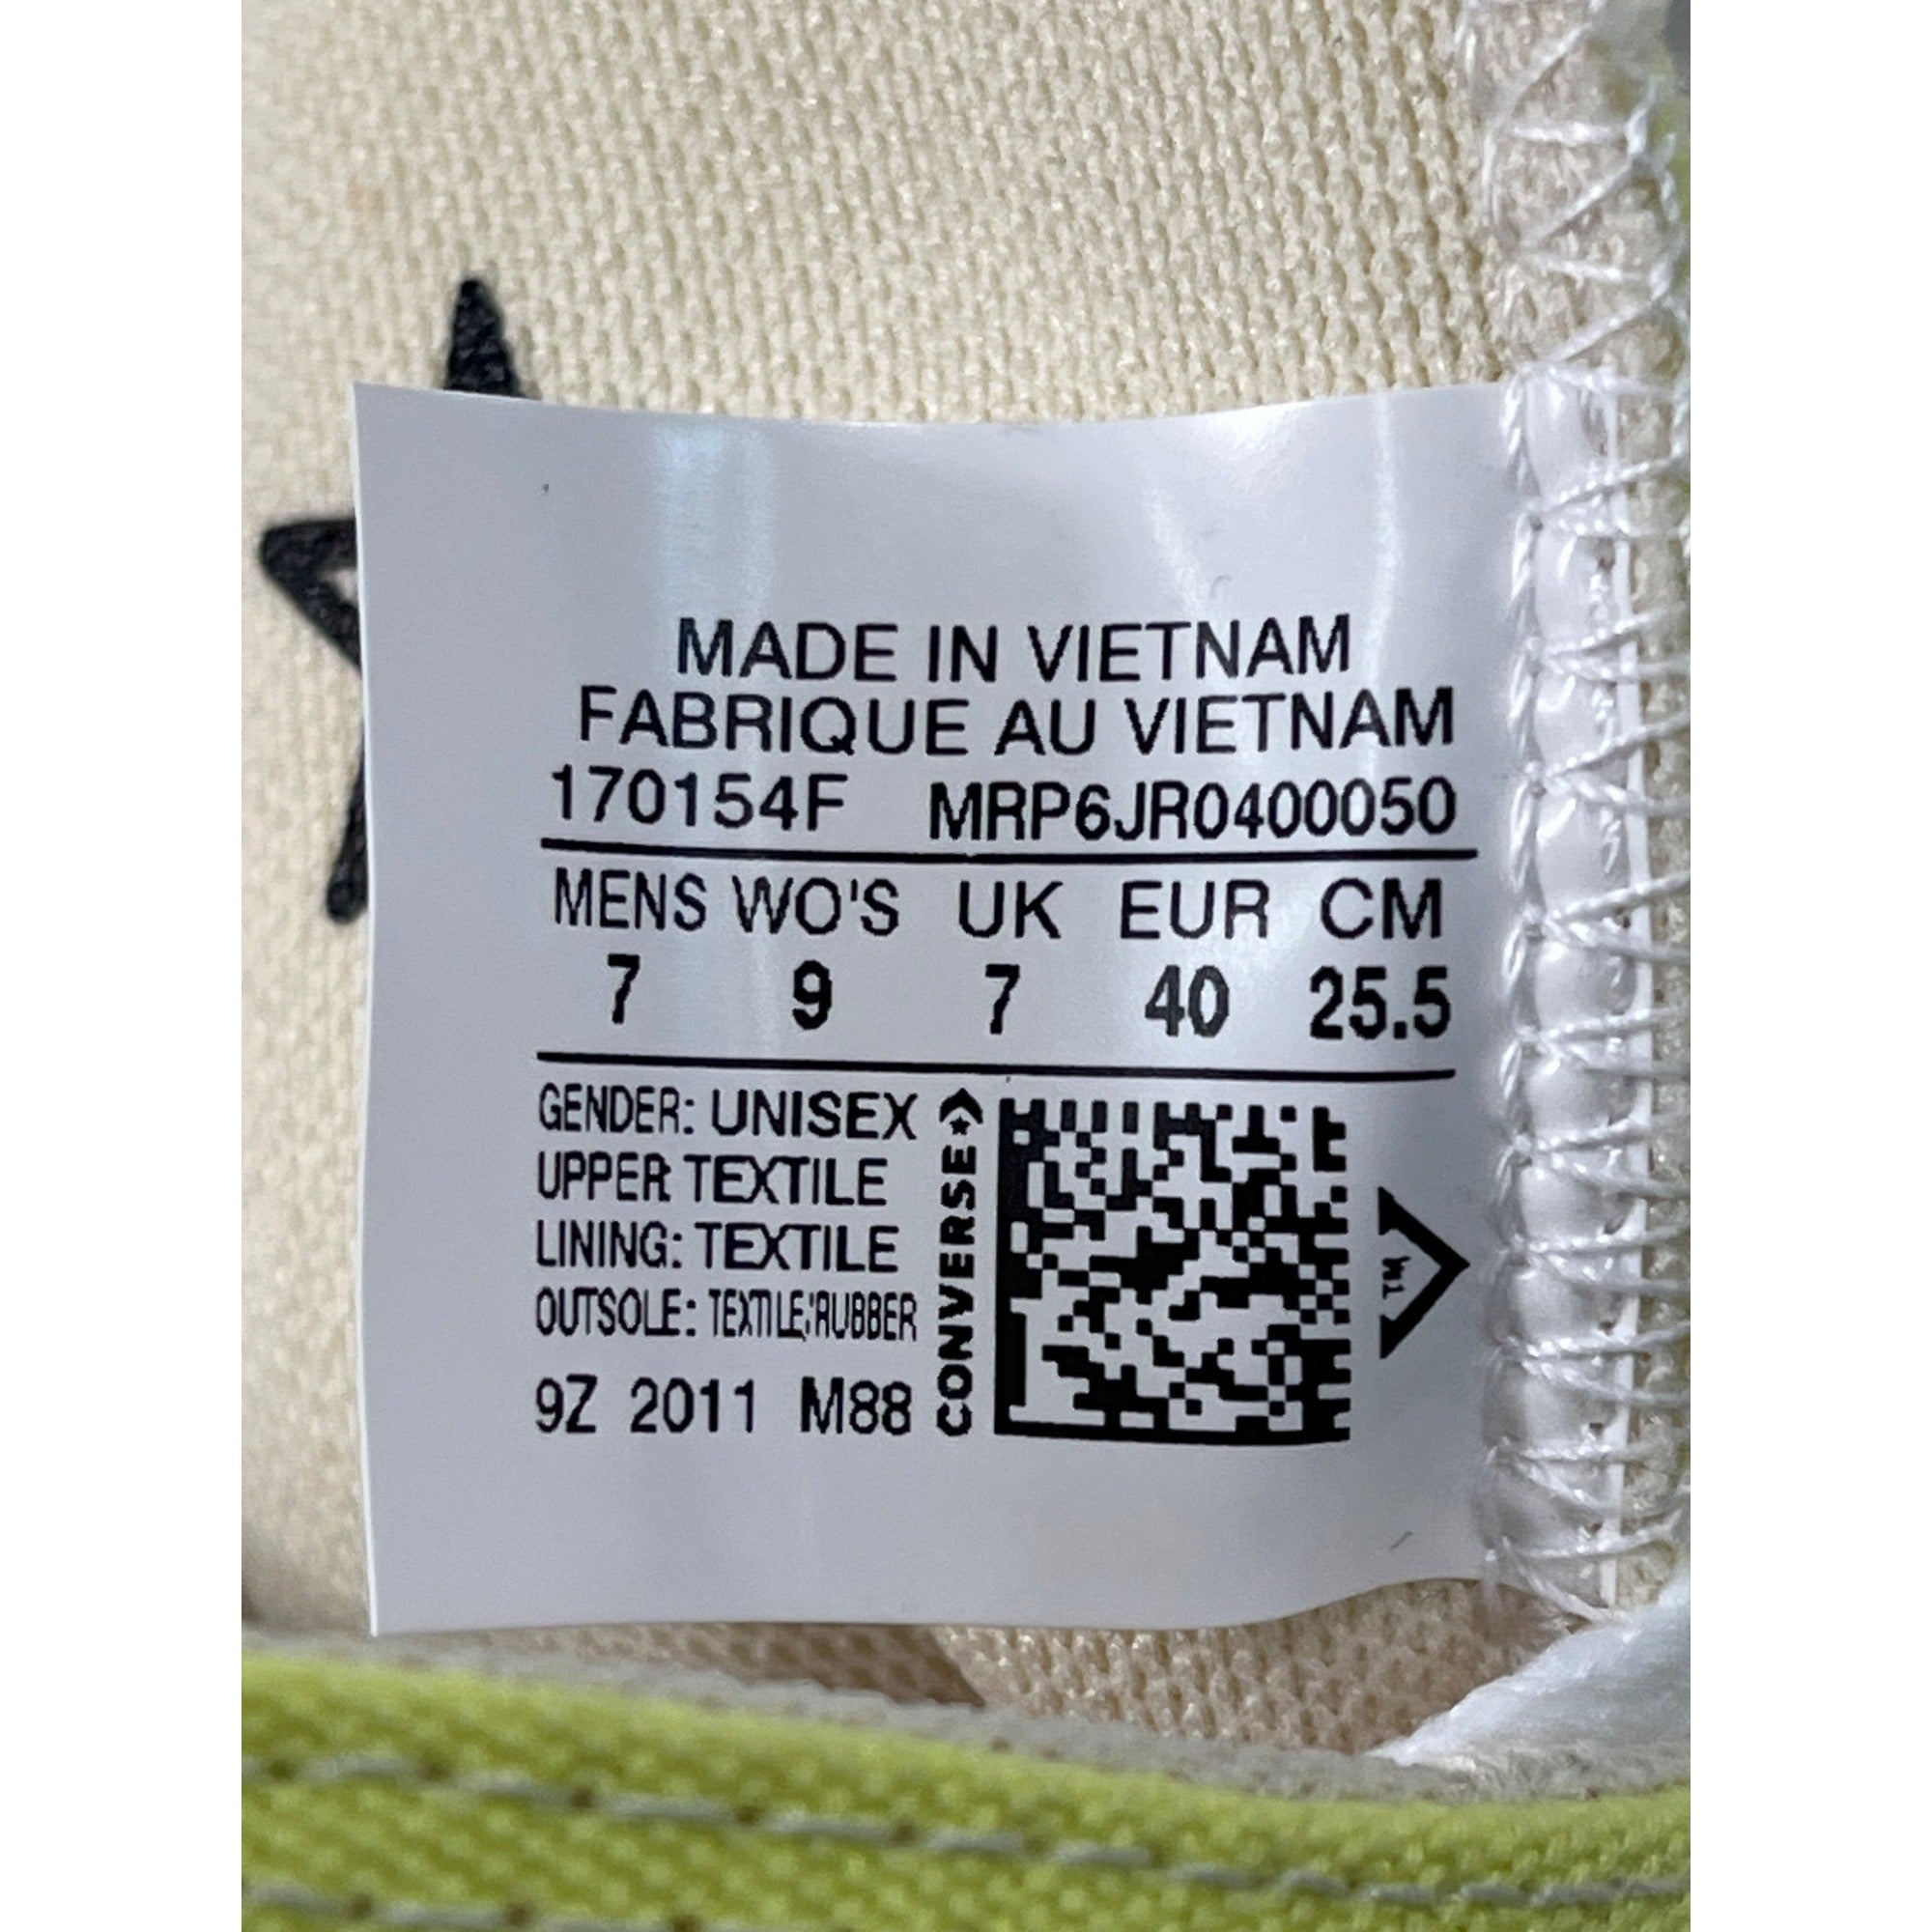 MADE IN VIETNAM
FABRIQUE AU VIETNAM
170154F MRP6JR0400050
MENS WO'S UK EUR CM
7 9 7 40 25.5
GENDER: UNISEX
UPPER: TEXTILE
LINING: TEXTILE
OUTSOLE: TEXTILE/RUBBER
9Z 2011 M88
CONVERSE
TM